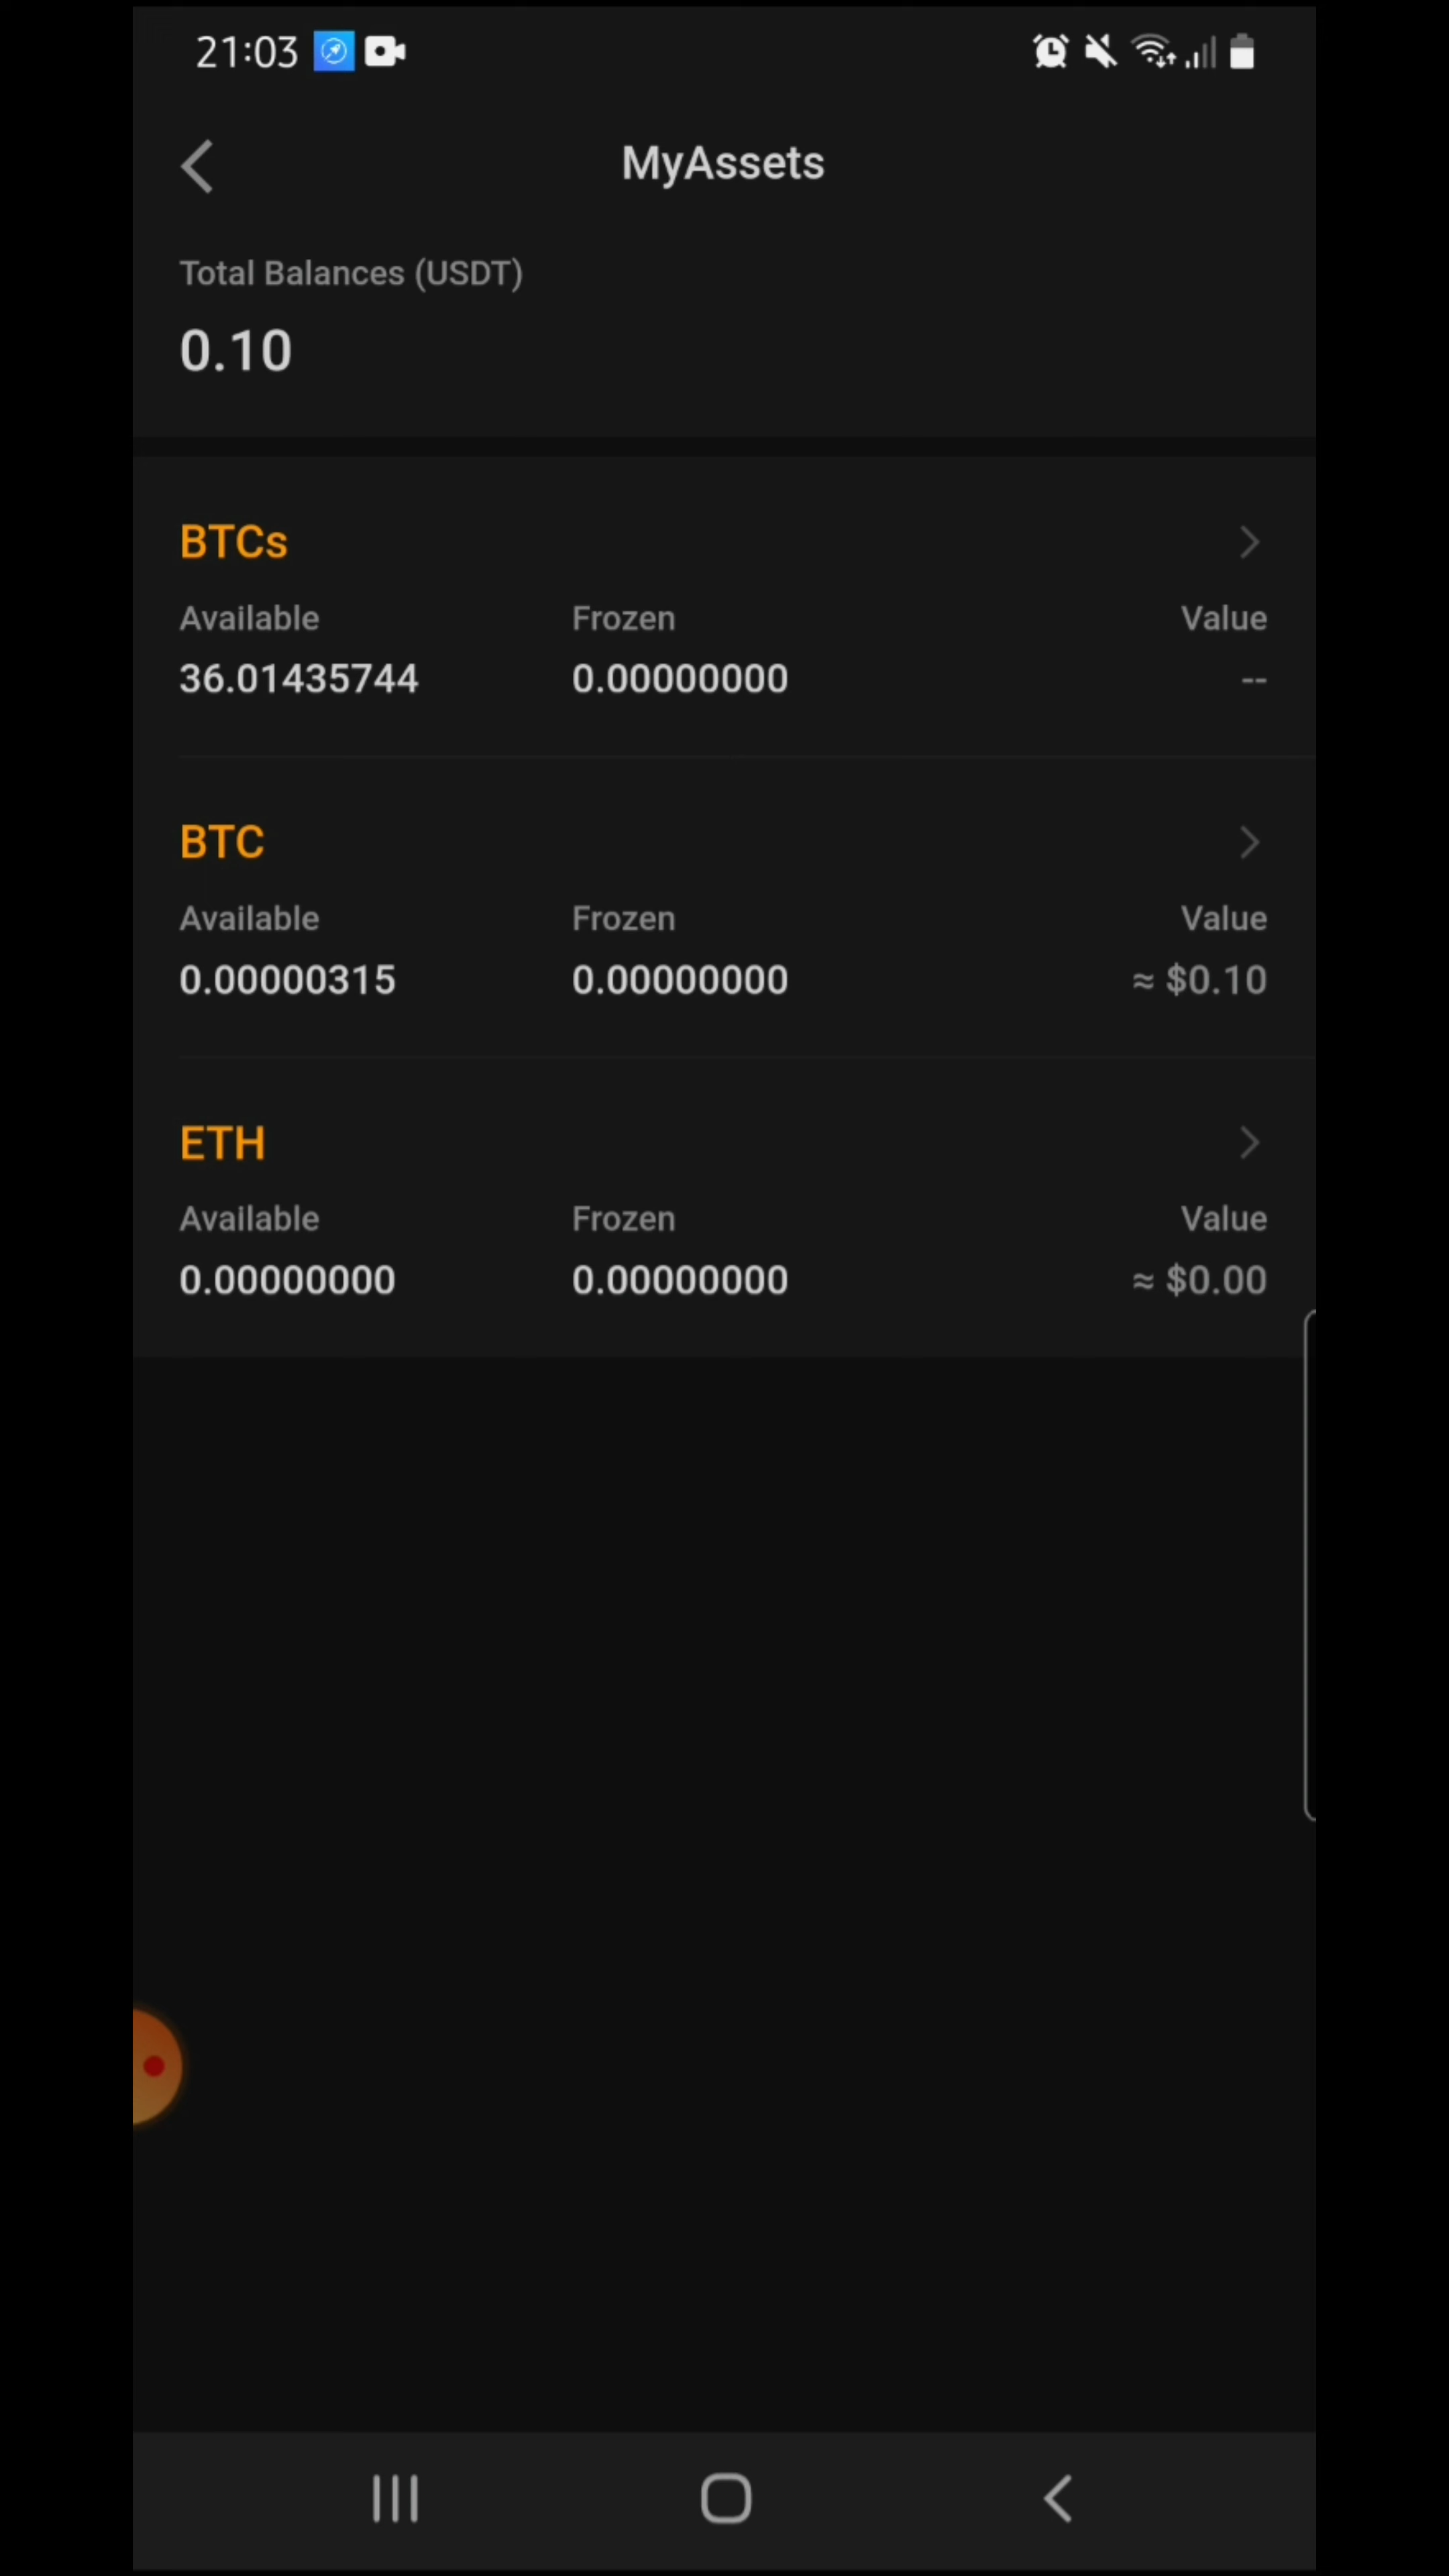 21:03
MyAssets
Total Balances (USDT)
0.10
BTCs
Available Frozen Value
36.01435744 0.00000000 --
BTC
Available Frozen Value
0.00000315 0.00000000 ≈ $0.10
ETH
Available Frozen Value
0.00000000 0.00000000 ≈ $0.00